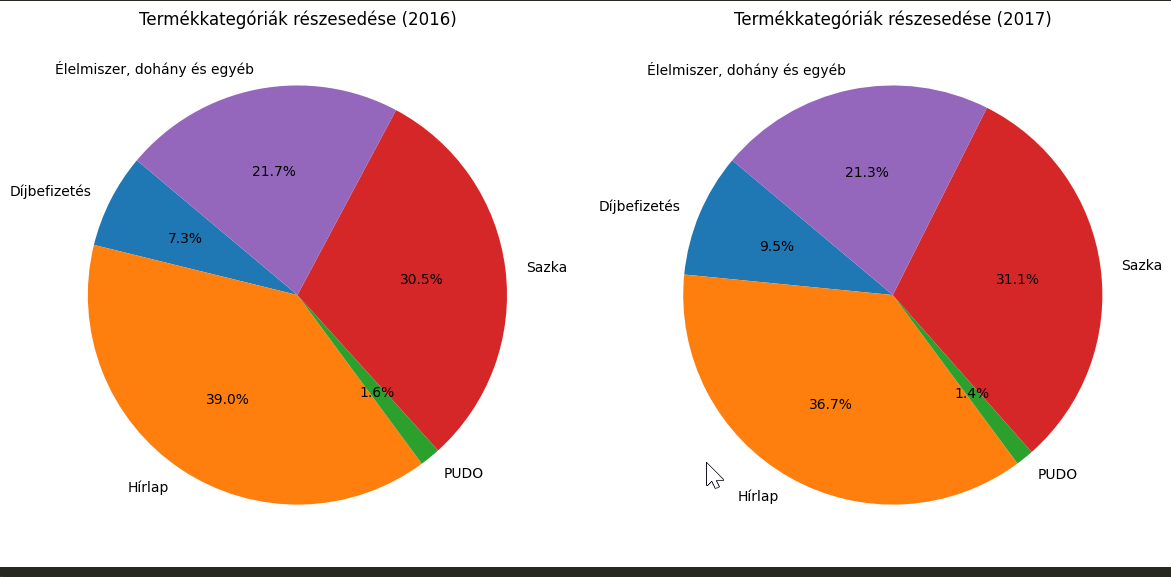 Termékkategóriák részesedése (2016)
Élelmiszer, dohány és egyéb
21.7%
Díjbefizetés
7.3%
30.5%
Sazka
39.0%
1.6%
Hírlap
PUDO
Termékkategóriák részesedése (2017)
Élelmiszer, dohány és egyéb
21.3%
Díjbefizetés
9.5%
31.1%
Sazka
36.7%
1.4%
Hírlap
PUDO